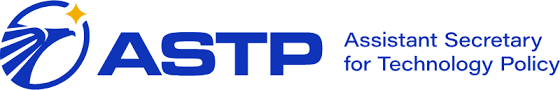 ASTP
Assistant Secretary
for Technology Policy